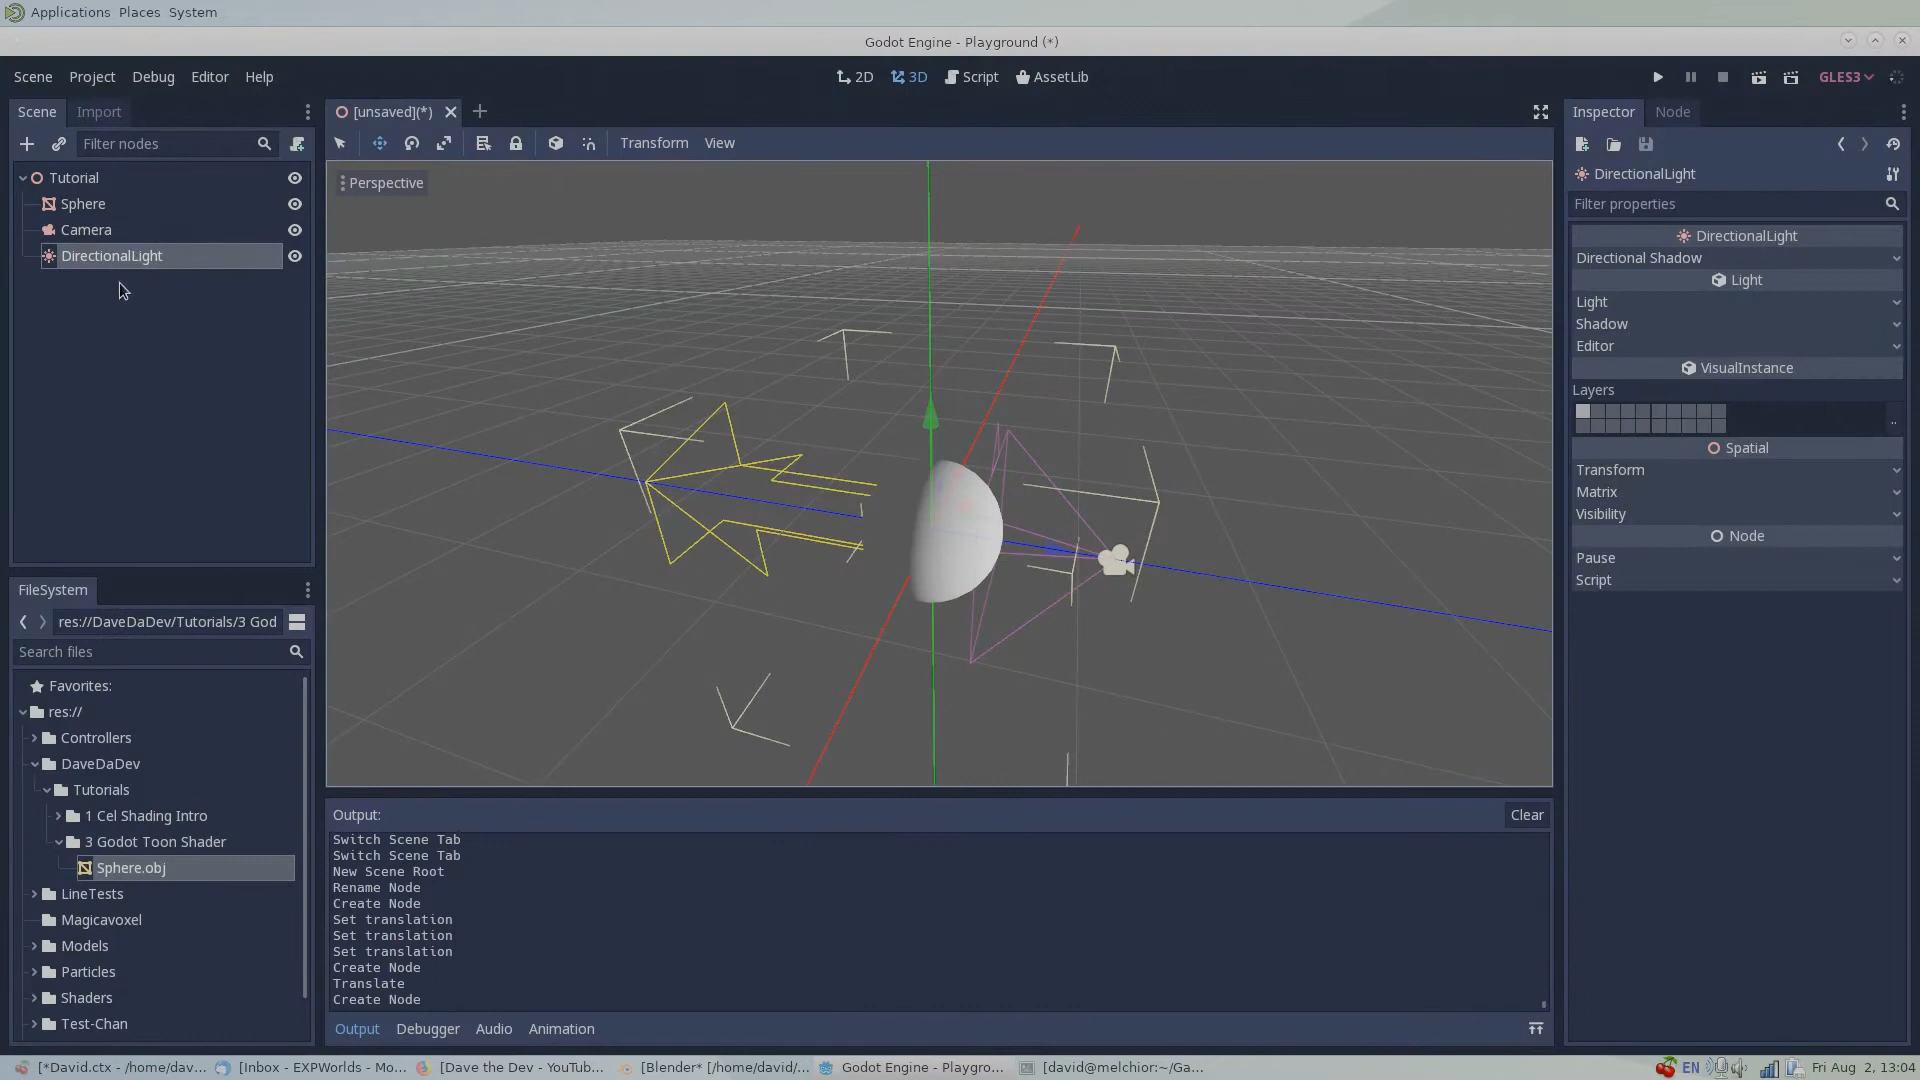 Applications Places System
Godot Engine - Playground (*)
Scene Project Debug Editor Help
2D 3D Script AssetLib
GLES3
Scene Import
[unsaved](*)
Inspector Node
Filter nodes
Transform View
DirectionalLight
Filter properties
Tutorial
Sphere
Camera
DirectionalLight
Perspective
DirectionalLight
Directional Shadow
Light
Light
Shadow
Editor
VisualInstance
Layers
..
Spatial
Transform
Matrix
Visibility
Node
Pause
Script
FileSystem
res://DaveDaDev/Tutorials/3 God
Search files
Favorites:
res://
Controllers
DaveDaDev
Tutorials
1 Cel Shading Intro
3 Godot Toon Shader
Sphere.obj
LineTests
Magicavoxel
Models
Particles
Shaders
Test-Chan
Output:
Clear
Switch Scene Tab
Switch Scene Tab
New Scene Root
Rename Node
Create Node
Set translation
Set translation
Set translation
Create Node
Translate
Create Node
Output Debugger Audio Animation
[*David.ctx - /home/dav... [Inbox - EXPWorlds - Mo... [Dave the Dev - YouTub... [Blender* [/home/david/... Godot Engine - Playgro... [david@melchior:~/Ga...
EN Fri Aug 2, 13:04